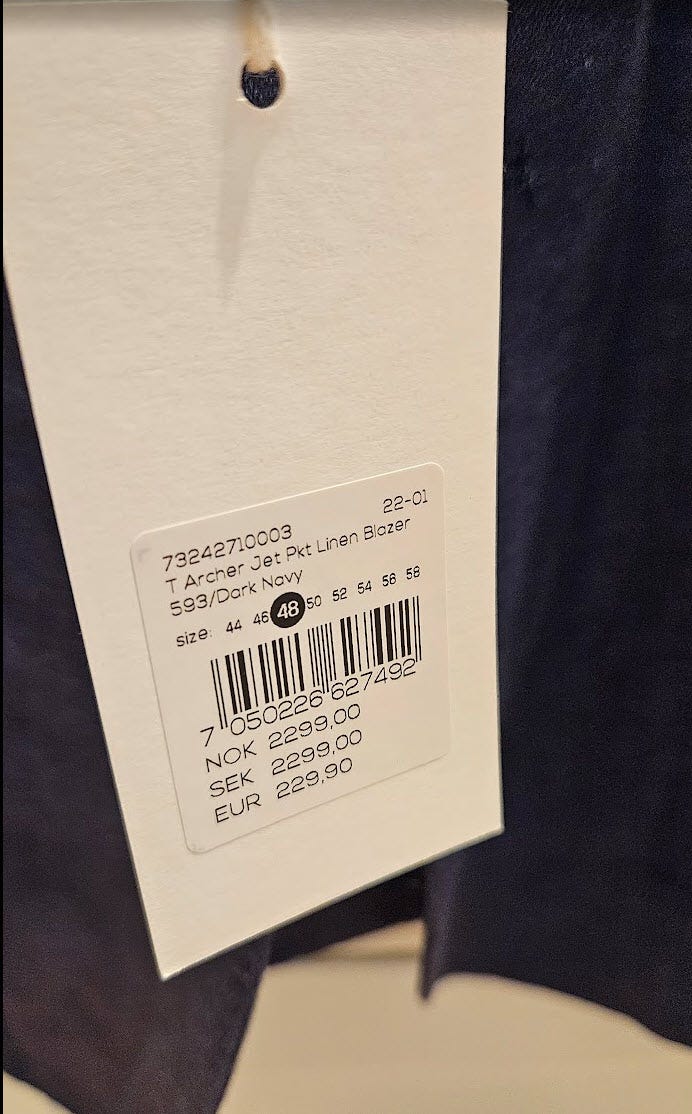 22-01
73242710003
T Archer Jet Pkt Linen Blazer
593/Dark Navy
size: 44 46 48 50 52 54 56 58
7 050226 627492
NOK 2299,00
SEK 2299,00
EUR 229,90